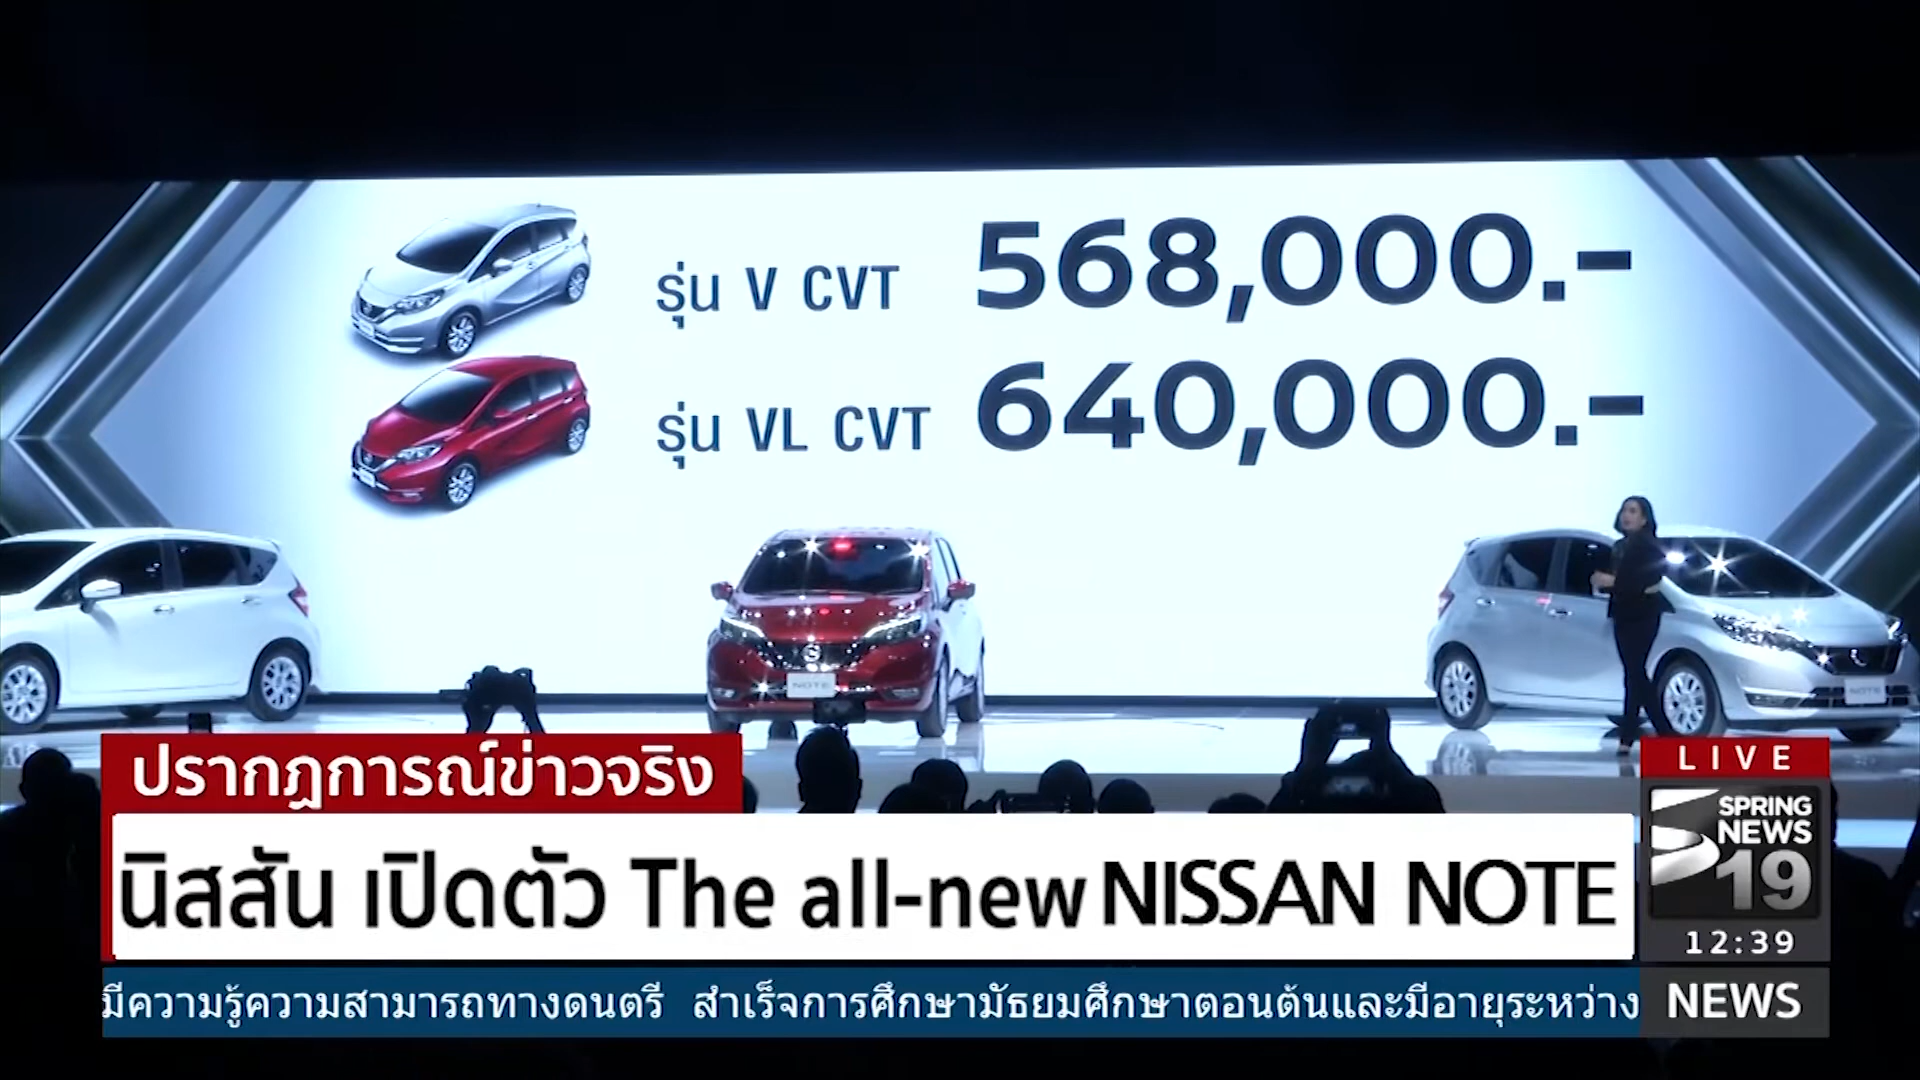 รุ่น V CVT 568,000.-
รุ่น VL CVT 640,000.-
NOTE
NOTE
ปรากฏการณ์ข่าวจริง
นิสสัน เปิดตัว The all-new NISSAN NOTE
LIVE
SPRING
NEWS
19
12:39
มีความรู้ความสามารถทางดนตรี สำเร็จการศึกษามัธยมศึกษาตอนต้นและมีอายุระหว่าง
NEWS